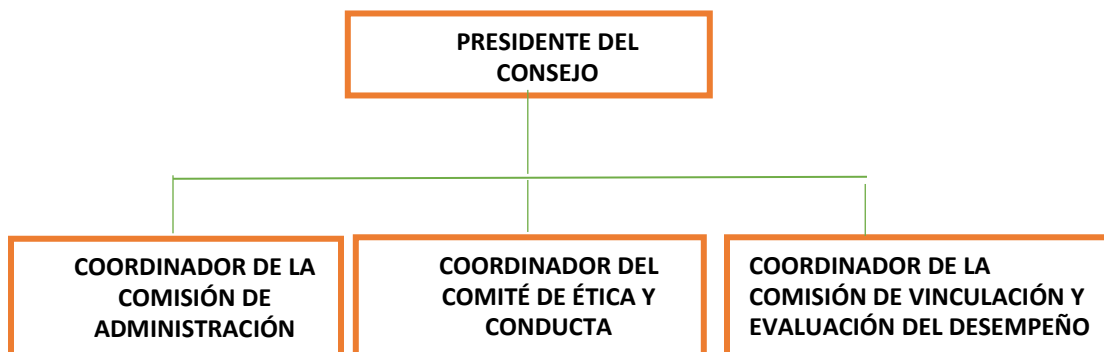 PRESIDENTE DEL
CONSEJO
COORDINADOR DE LA
COMISIÓN DE
ADMINISTRACIÓN
COORDINADOR DEL
COMITÉ DE ÉTICA Y
CONDUCTA
COORDINADOR DE LA
COMISIÓN DE VINCULACIÓN Y
EVALUACIÓN DEL DESEMPEÑO